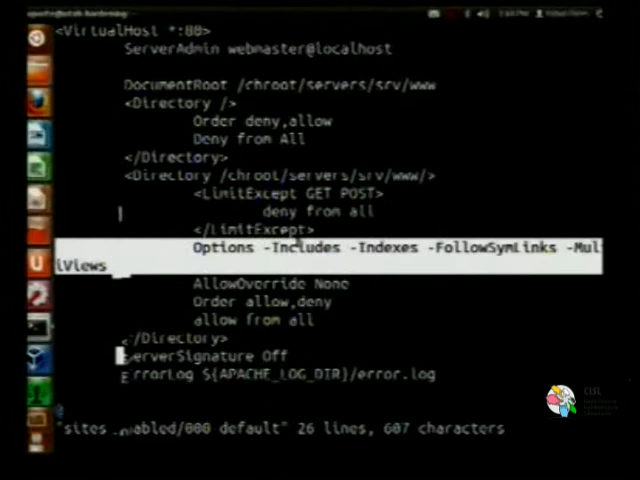 <VirtualHost *:80>
ServerAdmin webmaster@localhost
DocumentRoot /chroot/servers/srv/www
<Directory />
Order deny,allow
Deny from All
</Directory>
<Directory /chroot/servers/srv/www/>
<LimitExcept GET POST>
deny from all
</LimitExcept>
Options -Includes -Indexes -FollowSymLinks -Mul
iViews
AllowOverride None
Order allow,deny
allow from all
</Directory>
ServerSignature Off
ErrorLog ${APACHE_LOG_DIR}/error.log
"sites enabled/000 default" 26 lines, 607 characters
CISL